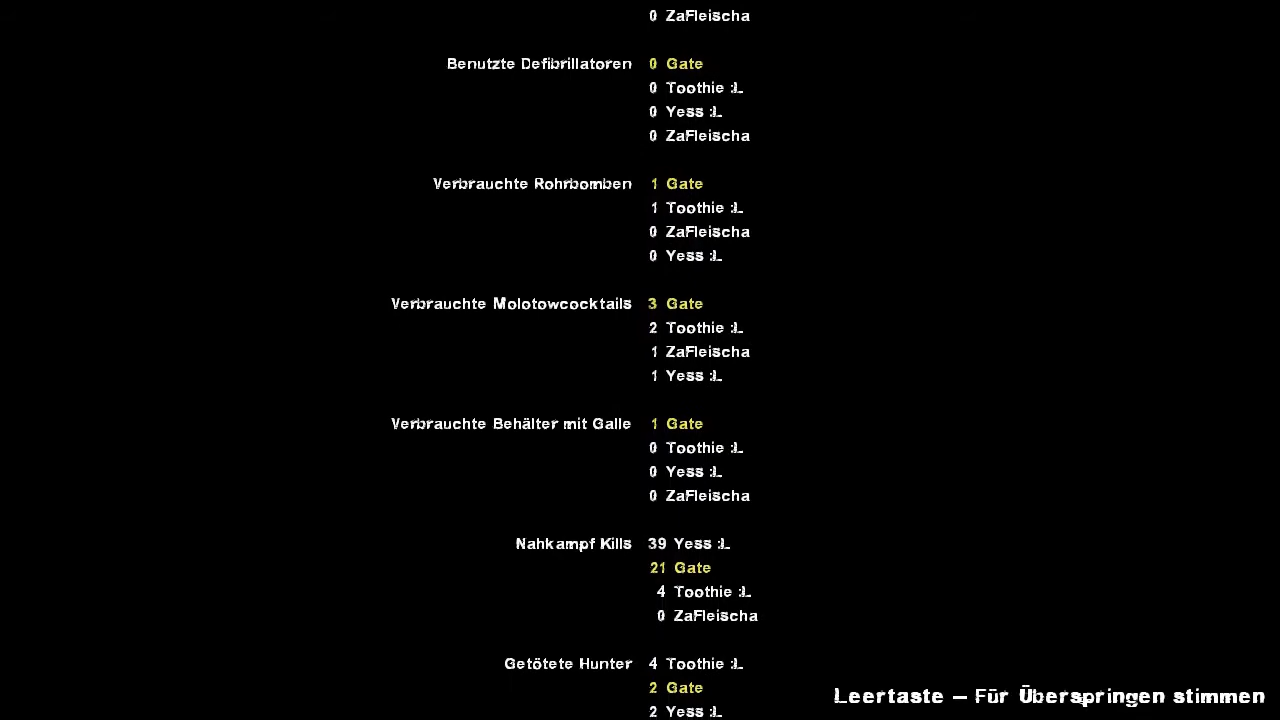 0 ZaFleischa
Benutzte Defibrillatoren 0 Gate
0 Toothie :L
0 Yess :L
0 ZaFleischa
Verbrauchte Rohrbomben 1 Gate
1 Toothie :L
0 ZaFleischa
0 Yess :L
Verbrauchte Molotowcocktails 3 Gate
2 Toothie :L
1 ZaFleischa
1 Yess :L
Verbrauchte Behälter mit Galle 1 Gate
0 Toothie :L
0 Yess :L
0 ZaFleischa
Nahkampf Kills 39 Yess :L
21 Gate
4 Toothie :L
0 ZaFleischa
Getötete Hunter 4 Toothie :L
2 Gate
2 Yess :L
Leertaste – Für Überspringen stimmen